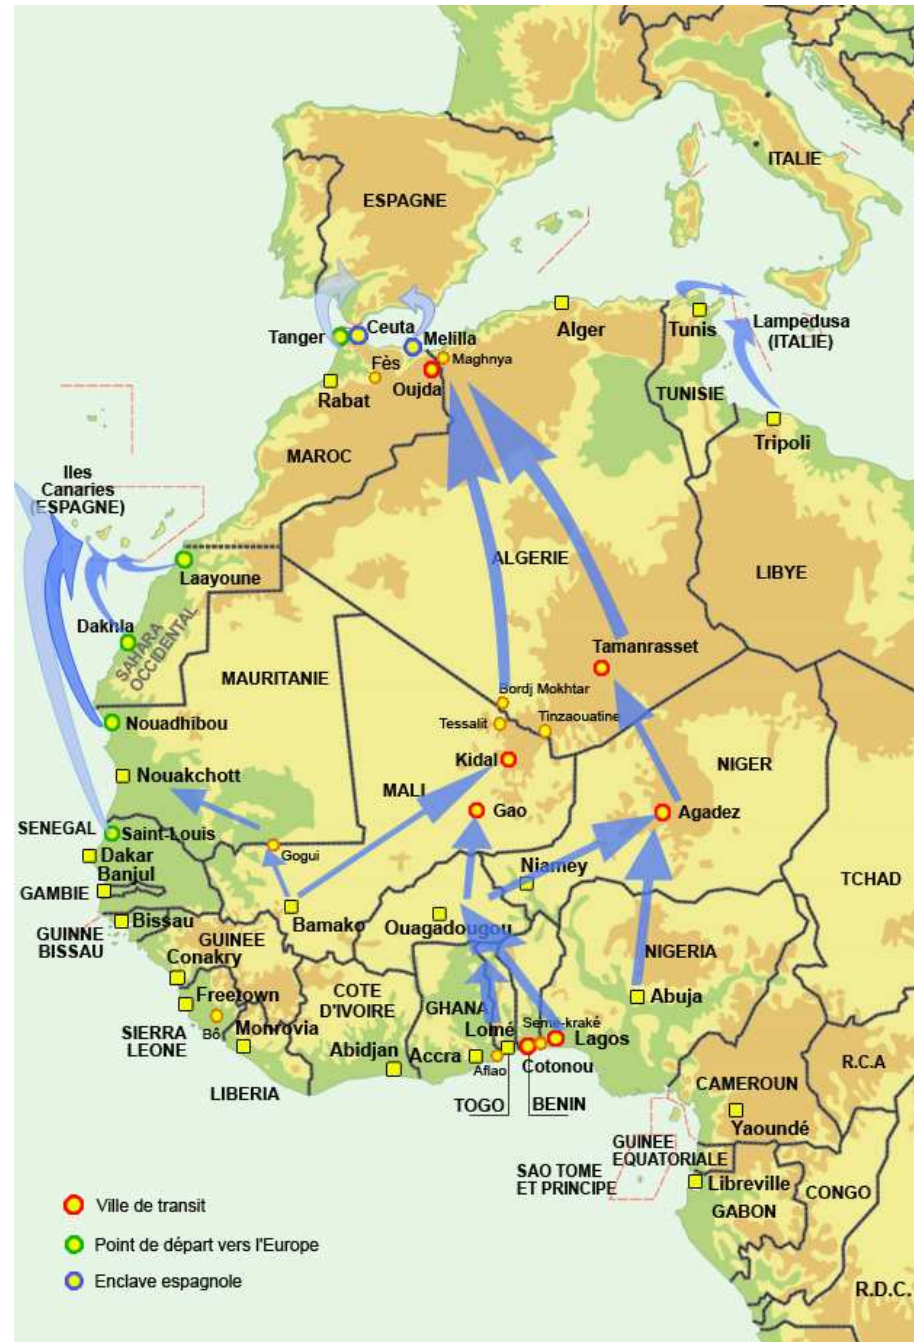 ITALIE
ESPAGNE
Tanger
Ceuta
Melilla
Alger
Tunis
Lampedusa
(ITALIE)
Maghnya
Fès
Oujda
Rabat
TUNISIE
Tripoli
MAROC
Iles
Canaries
(ESPAGNE)
Laayoune
ALGERIE
LIBYE
Dakhla
SAHARA
OCCIDENTAL
Tamanrasset
MAURITANIE
Bordj Mokhtar
Nouadhibou
Tessalit
Tinzaouatine
Kidal
NIGER
Nouakchott
MALI
Gao
Agadez
SENEGAL
Saint-Louis
Gogui
Dakar
Banjul
Niamey
TCHAD
GAMBIE
Bissau
Bamako
Ouagadougou
GUINNE
BISSAU
GUINEE
Conakry
NIGERIA
COTE
D'IVOIRE
GHANA
Abuja
Freetown
Bô
Monrovia
Lomé
Seme-kraké
Lagos
SIERRA
LEONE
Abidjan
Accra
Aflao
Cotonou
R.C.A
LIBERIA
CAMEROUN
TOGO
BENIN
Yaoundé
GUINEE
EQUATORIALE
SAO TOME
ET PRINCIPE
Libreville
CONGO
GABON
Ville de transit
Point de départ vers l'Europe
Enclave espagnole
R.D.C.